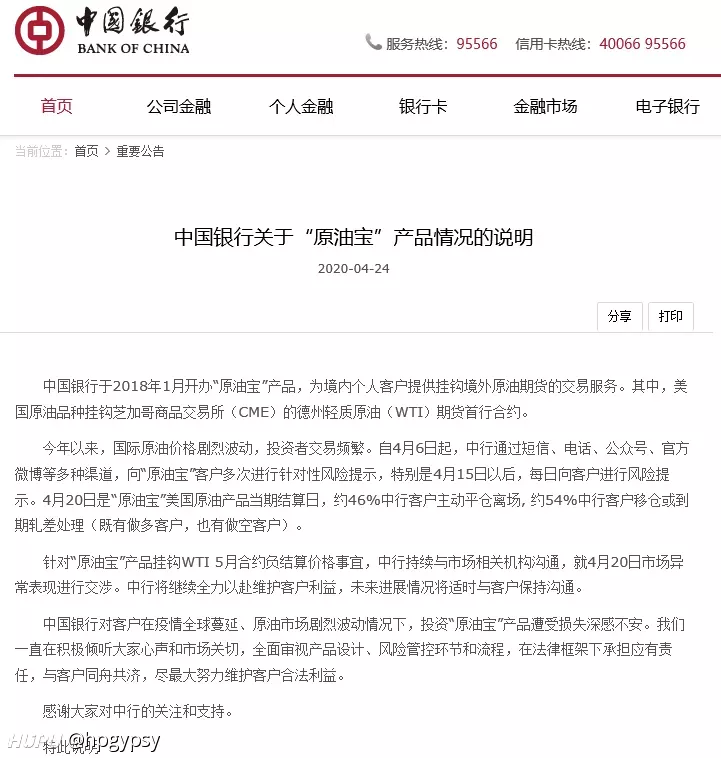 中国银行
BANK OF CHINA
服务热线：95566 信用卡热线：40066 95566
首页 公司金融 个人金融 银行卡 金融市场 电子银行
当前位置： 首页 > 重要公告
中国银行关于“原油宝”产品情况的说明
2020-04-24
分享 打印
中国银行于2018年1月开办“原油宝”产品，为境内个人客户提供挂钩境外原油期货的交易服务。其中，美
国原油品种挂钩芝加哥商品交易所（CME）的德州轻质原油（WTI）期货首行合约。
今年以来，国际原油价格剧烈波动，投资者交易频繁。自4月6日起，中行通过短信、电话、公众号、官方
微博等多种渠道，向“原油宝”客户多次进行针对性风险提示，特别是4月15日以后，每日向客户进行风险提
示。4月20日是“原油宝”美国原油产品当期结算日，约46%中行客户主动平仓离场, 约54%中行客户移仓或到
期轧差处理（既有做多客户，也有做空客户）。
针对“原油宝”产品挂钩WTI 5月合约负结算价格事宜，中行持续与市场相关机构沟通，就4月20日市场异
常表现进行交涉。中行将继续全力以赴维护客户利益，未来进展情况将适时与客户保持沟通。
中国银行对客户在疫情全球蔓延、原油市场剧烈波动情况下，投资“原油宝”产品遭受损失深感不安。我们
一直在积极倾听大家心声和市场关切，全面审视产品设计、风险管控环节和流程，在法律框架下承担应有责
任，与客户同舟共济，尽最大努力维护客户合法利益。
感谢大家对中行的关注和支持。
特此说明
@hpgypsy